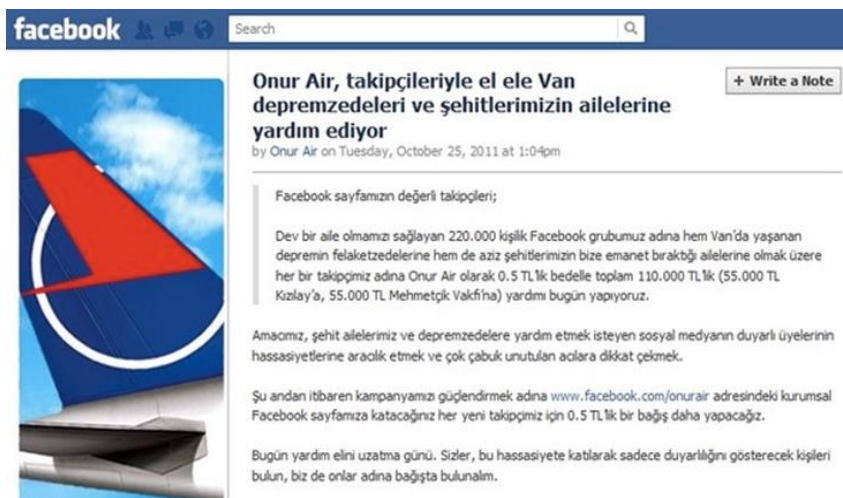 facebook
Search
Onur Air, takipçileriyle el ele Van
depremzedeleri ve şehitlerimizin ailelerine
yardım ediyor
+ Write a Note
by Onur Air on Tuesday, October 25, 2011 at 1:04pm
Facebook sayfamızın değerli takipçileri;
Dev bir aile olmamızı sağlayan 220.000 kişilik Facebook grubumuz adına hem Van'da yaşanan
depremin felaketzedelerine hem de aziz şehitlerimizin bize emanet bıraktığı ailelerine olmak üzere
her bir takipçimiz adına Onur Air olarak 0.5 TL'lik bedelle toplam 110.000 TL'lik (55.000 TL
Kızılay'a, 55.000 TL Mehmetçik Vakfı'na) yardımı bugün yapıyoruz.
Amacımız, şehit ailelerimiz ve depremzedelere yardım etmek isteyen sosyal medyanın duyarlı üyelerinin
hassasiyetlerine aracılık etmek ve çok çabuk unutulan acılara dikkat çekmek.
Şu andan itibaren kampanyamızı güçlendirmek adına www.facebook.com/onurair adresindeki kurumsal
Facebook sayfamıza katacağınız her yeni takipçimiz için 0.5 TL'lik bir bağış daha yapacağız.
Bugün yardım elini uzatma günü. Sizler, bu hassasiyete katılarak sadece duyarlılığını gösterecek kişileri
bulun, biz de onlar adına bağışta bulunalım.